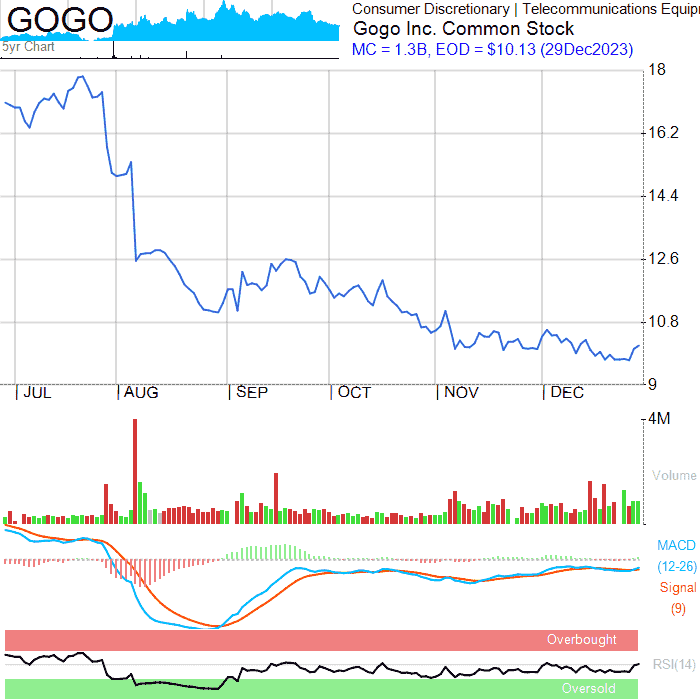 GOGO
5yr Chart
Consumer Discretionary | Telecommunications Equip
Gogo Inc. Common Stock
MC = 1.3B, EOD = $10.13 (29Dec2023)
18
16.2
14.4
12.6
10.8
9
JUL AUG SEP OCT NOV DEC
4M
Volume
MACD
(12-26)
Signal
(9)
Overbought
RSI(14)
Oversold